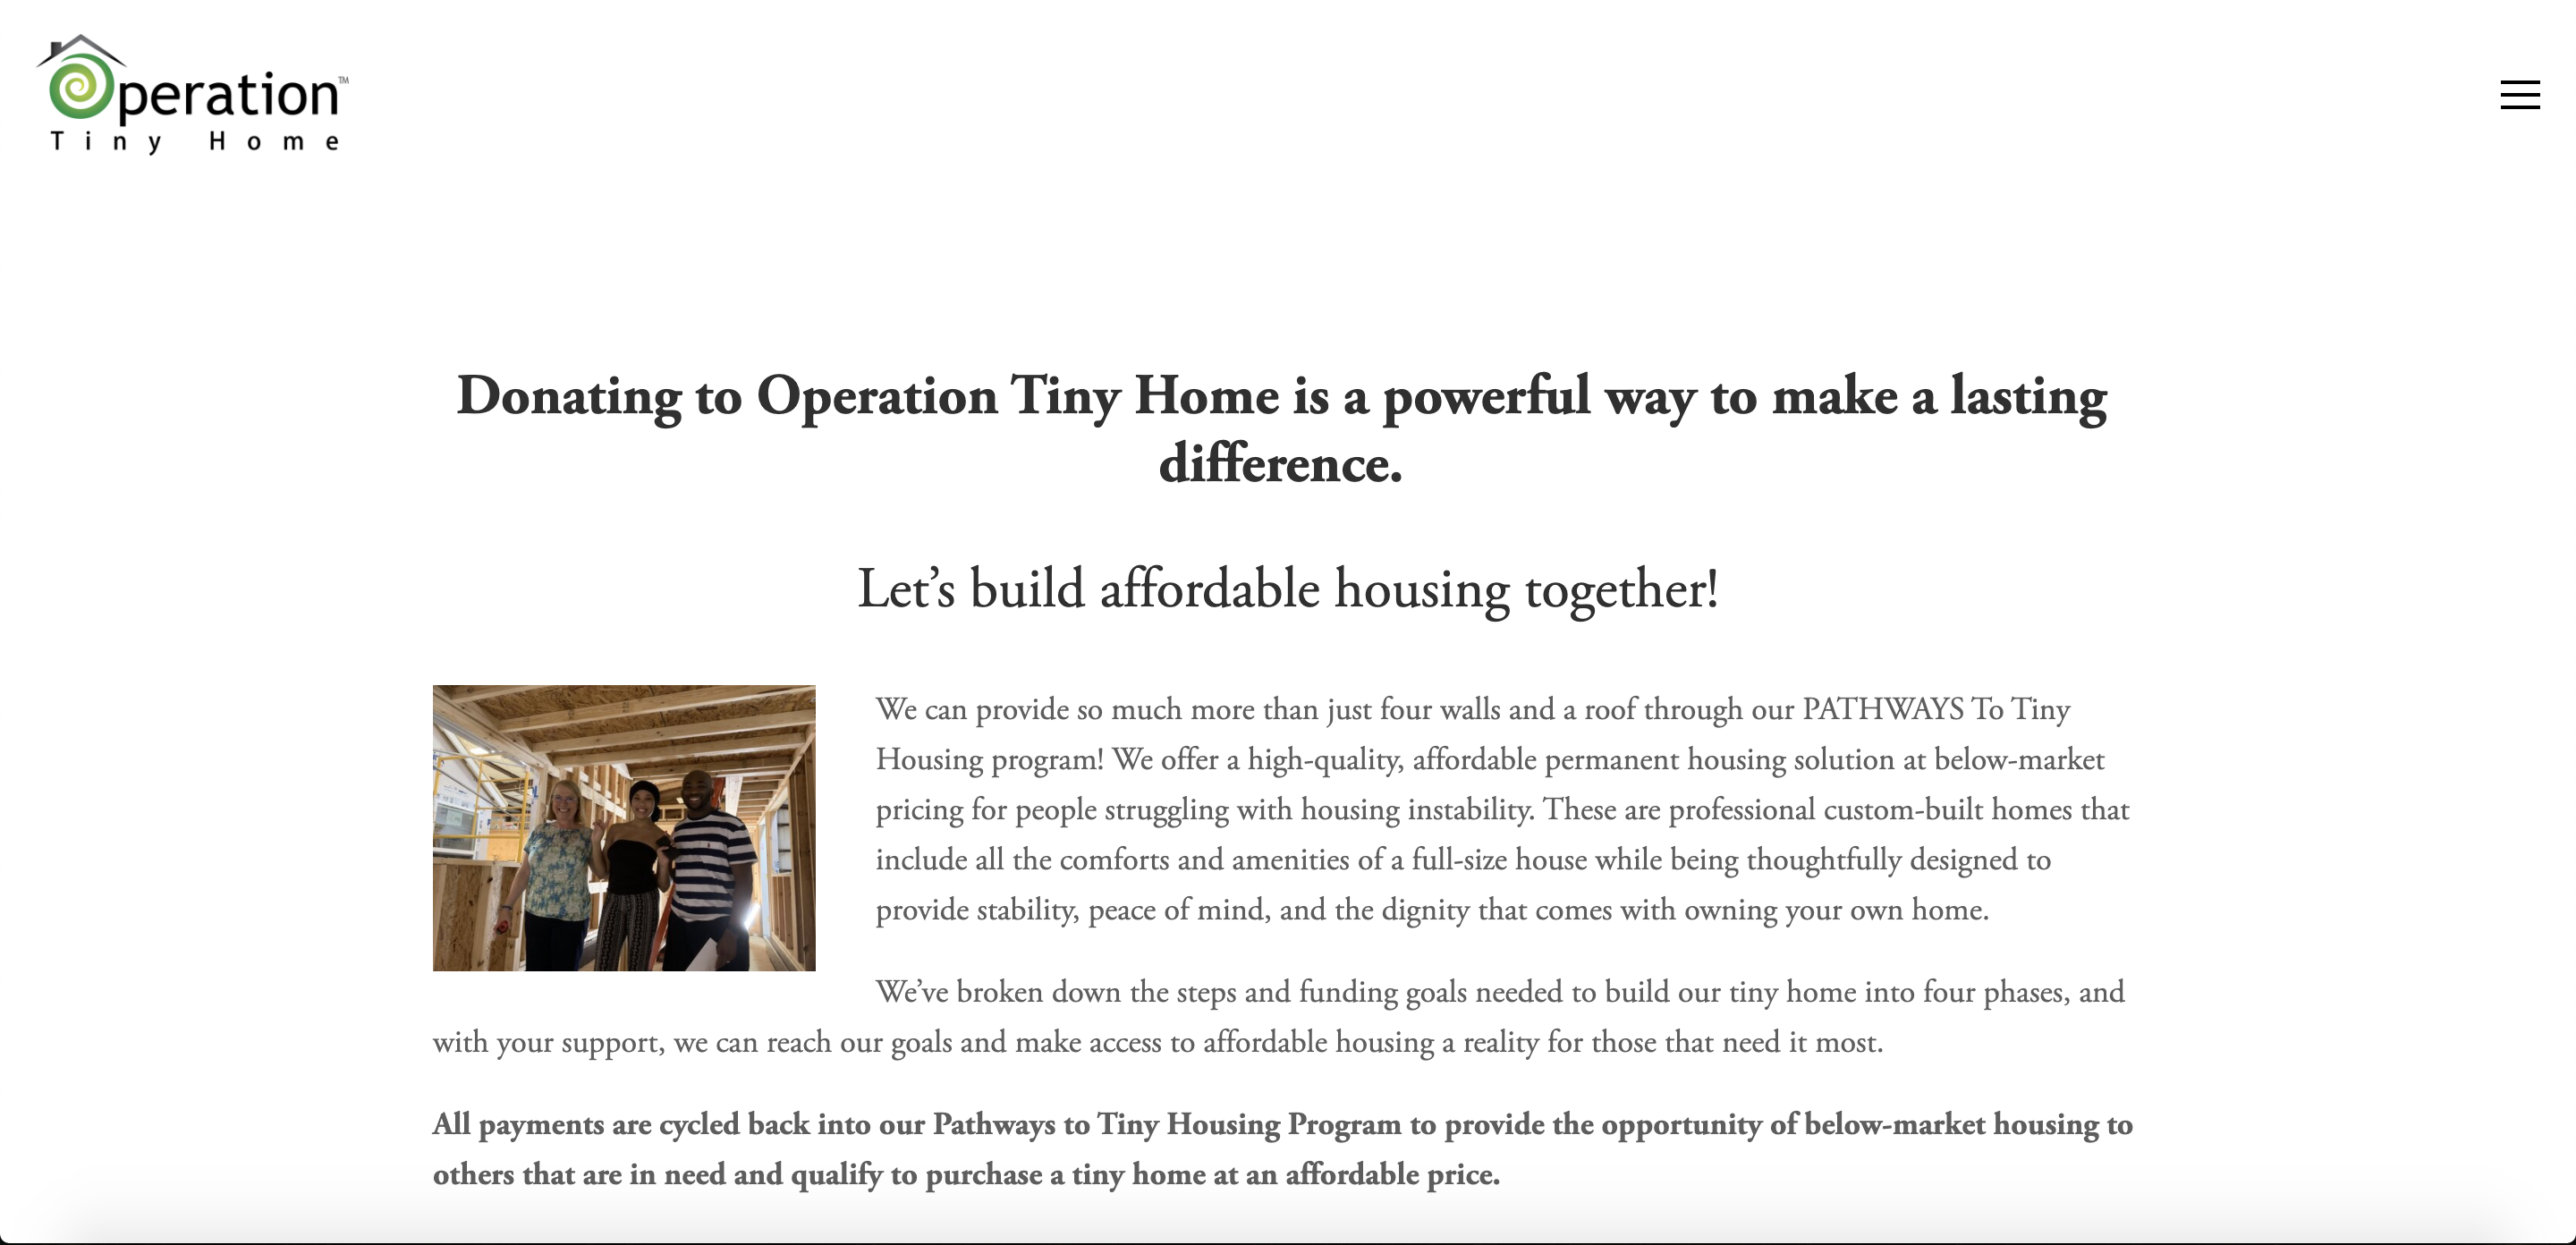 Operation™
Tiny Home
Donating to Operation Tiny Home is a powerful way to make a lasting
difference.
Let’s build affordable housing together!
We can provide so much more than just four walls and a roof through our PATHWAYS To Tiny
Housing program! We offer a high-quality, affordable permanent housing solution at below-market
pricing for people struggling with housing instability. These are professional custom-built homes that
include all the comforts and amenities of a full-size house while being thoughtfully designed to
provide stability, peace of mind, and the dignity that comes with owning your own home.
We’ve broken down the steps and funding goals needed to build our tiny home into four phases, and
with your support, we can reach our goals and make access to affordable housing a reality for those that need it most.
All payments are cycled back into our Pathways to Tiny Housing Program to provide the opportunity of below-market housing to
others that are in need and qualify to purchase a tiny home at an affordable price.